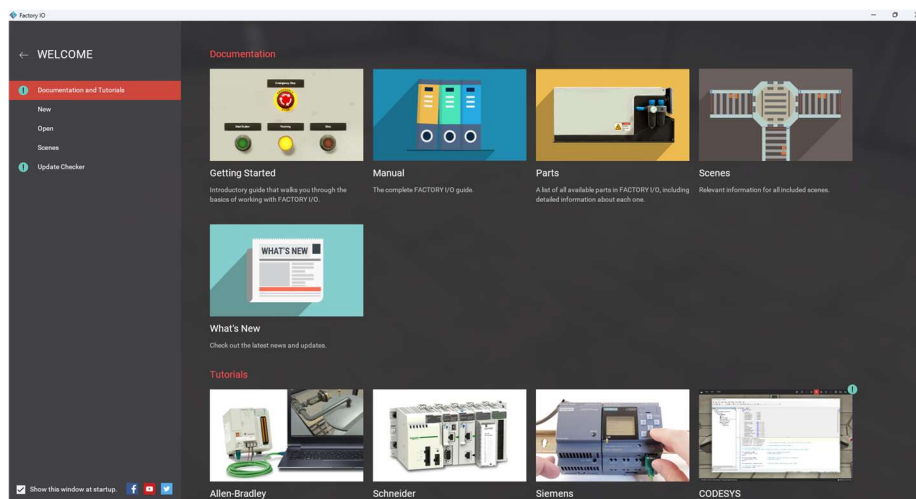 Factory IO
WELCOME
Documentation and Tutorials
New
Open
Scenes
Update Checker
Show this window at startup.
Documentation
Emergency Stop
Getting Started
Introductory guide that walks you through the
basics of working with FACTORY I/O.
Manual
The complete FACTORY I/O guide.
Parts
A list of all available parts in FACTORY I/O, including
detailed information about each one.
Scenes
Relevant information for all included scenes.
WHAT'S NEW
What's New
Check out the latest news and updates.
Tutorials
Allen-Bradley
Schneider
Siemens
CODESYS